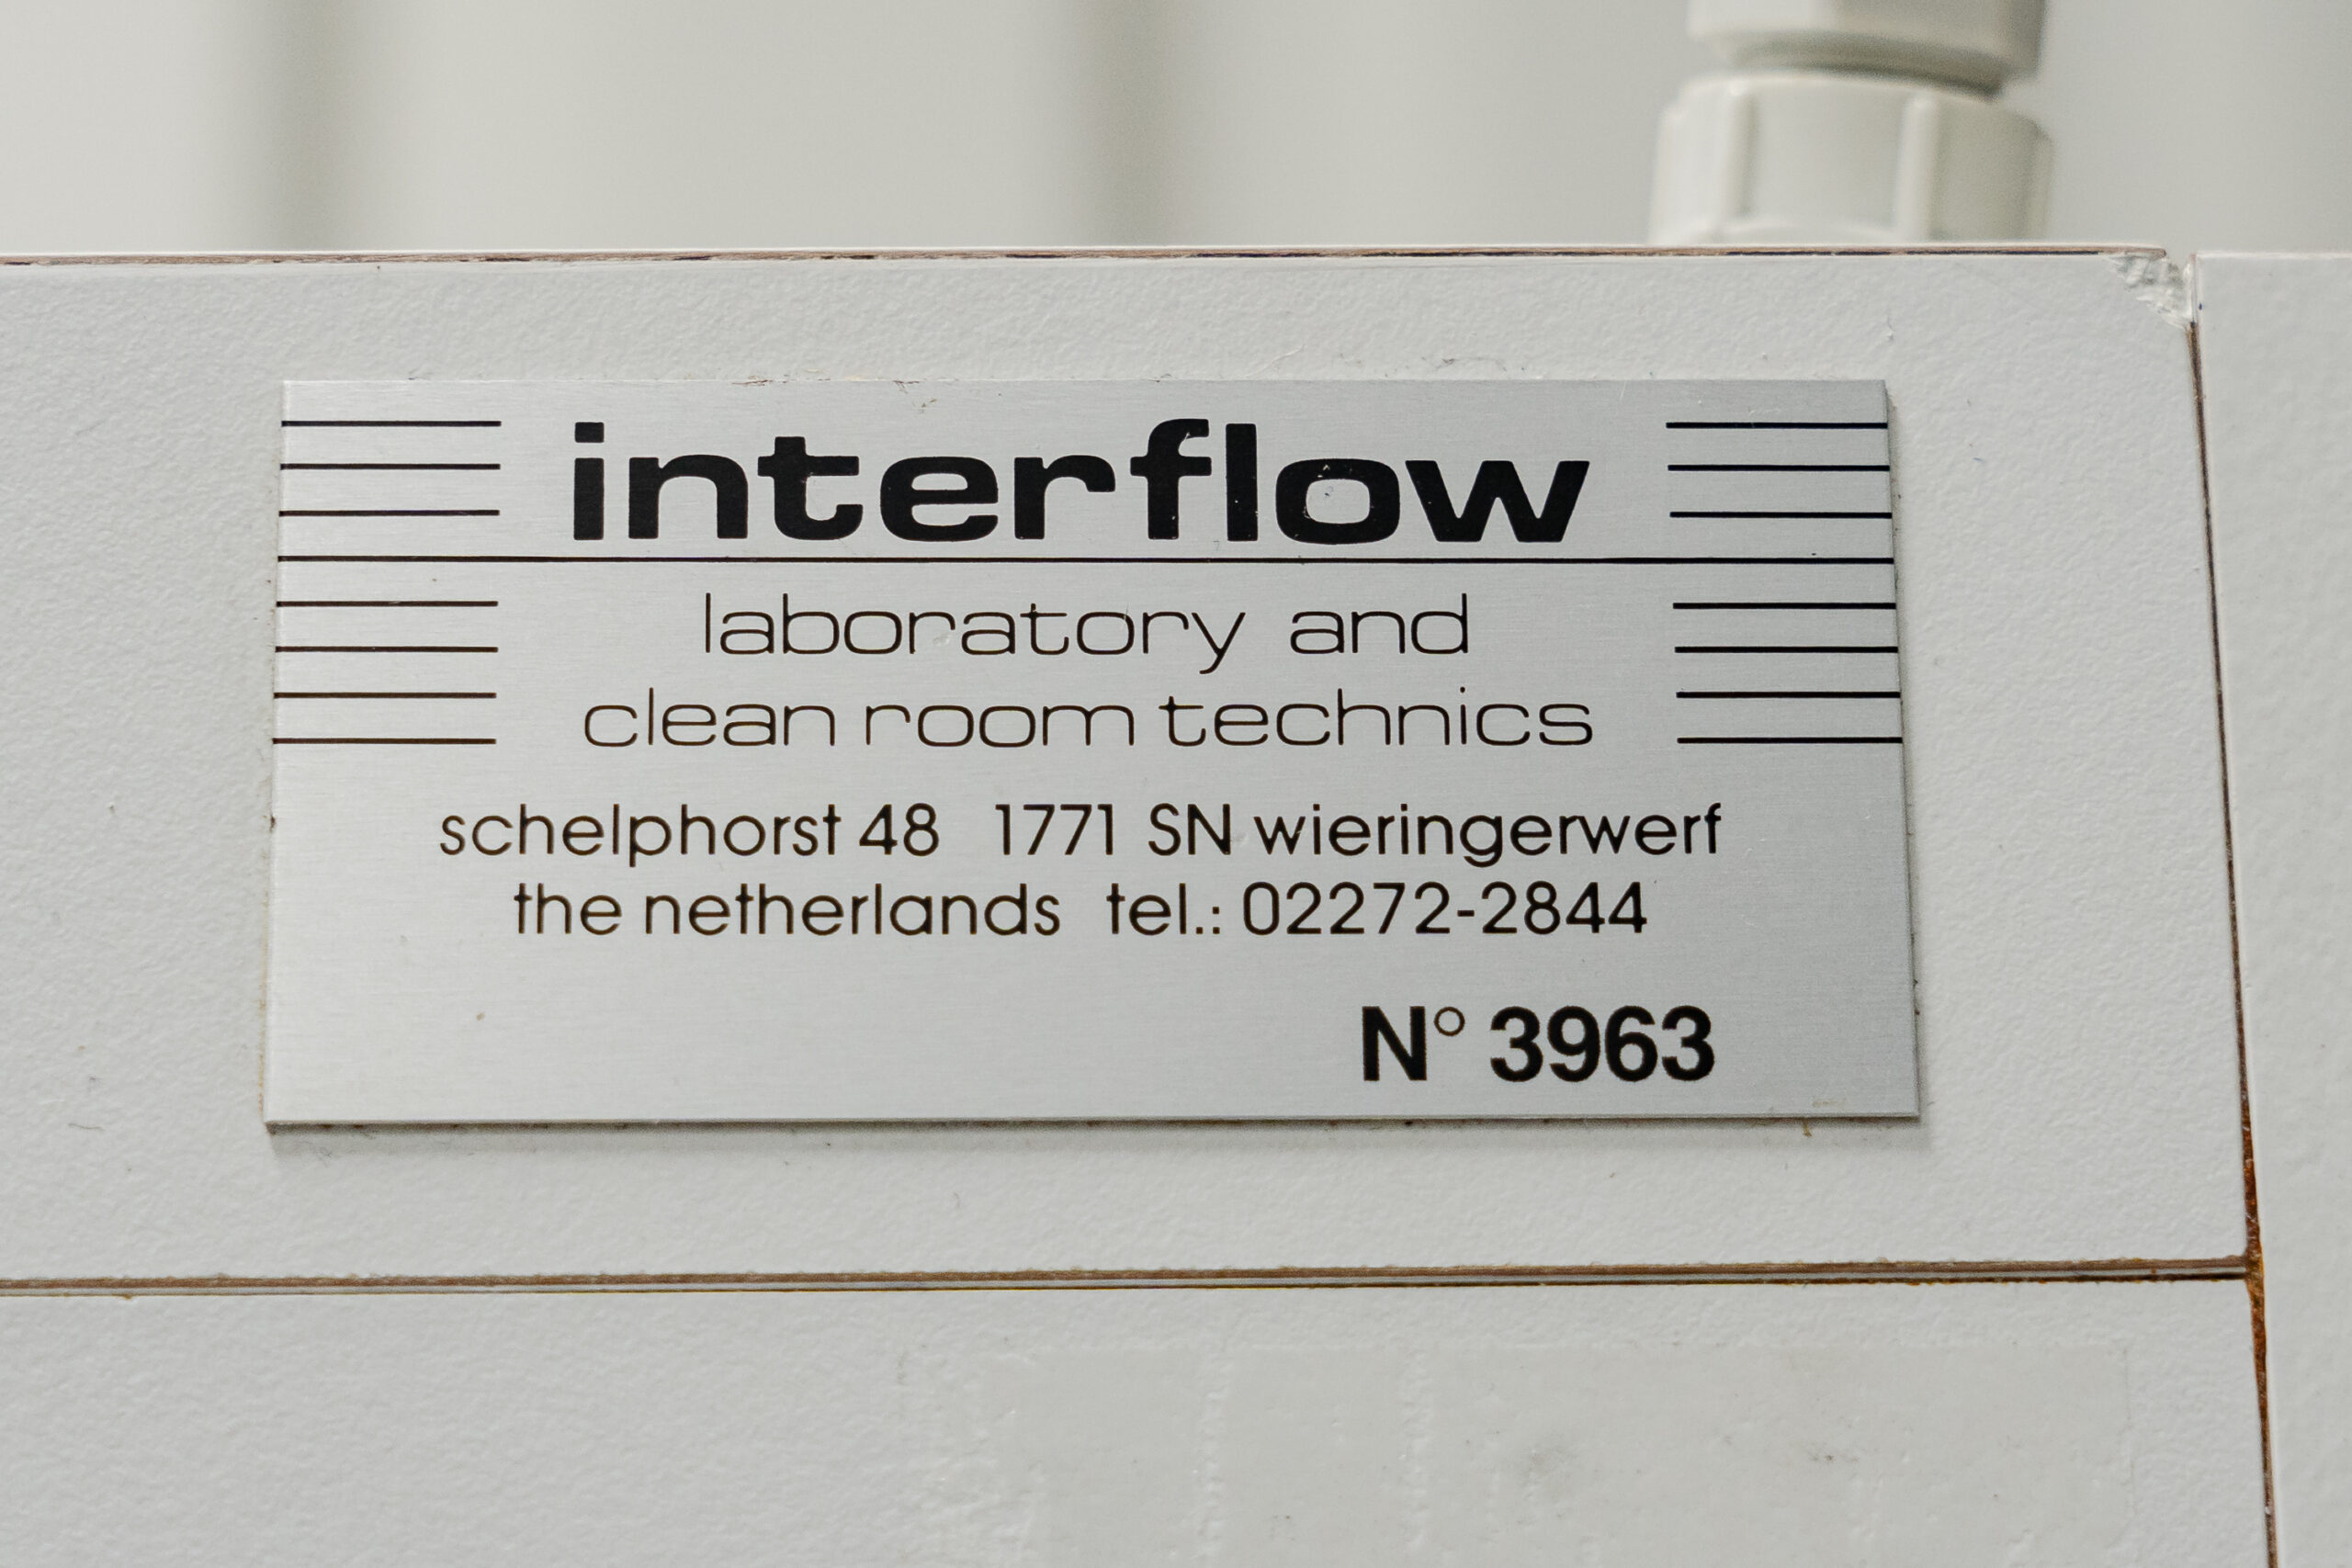 interflow
laboratory and
clean room technics
schelphorst 48 1771 SN wieringerwerf
the netherlands tel.: 02272-2844
N° 3963